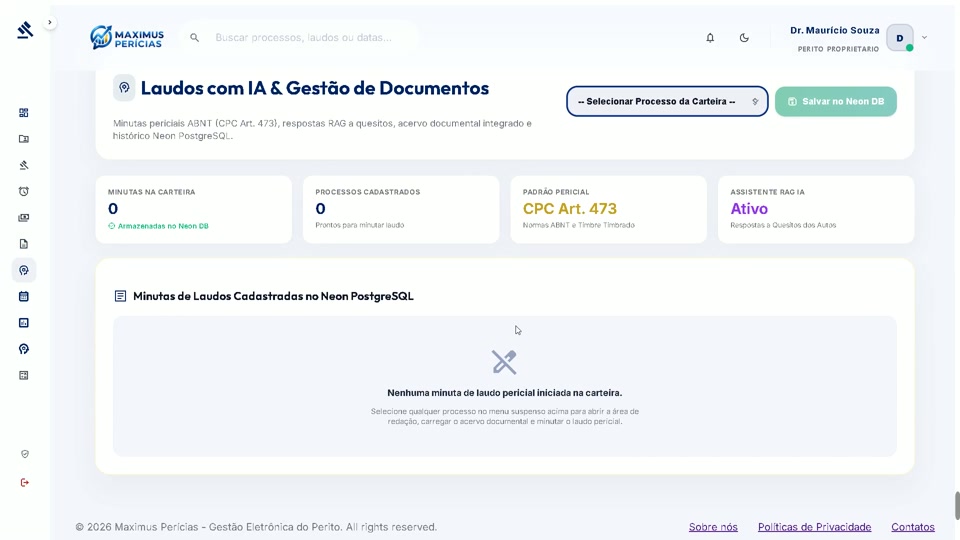 MAXIMUS
PERÍCIAS
Buscar processos, laudos ou datas...
Dr. Maurício Souza
PERITO PROPRIETARIO
D
Laudos com IA & Gestão de Documentos
Minutas periciais ABNT (CPC Art. 473), respostas RAG a quesitos, acervo documental integrado e
histórico Neon PostgreSQL.
-- Selecionar Processo da Carteira --
Salvar no Neon DB
MINUTAS NA CARTEIRA
0
Armazenadas no Neon DB
PROCESSOS CADASTRADOS
0
Prontos para minutar laudo
PADRÃO PERICIAL
CPC Art. 473
Normas ABNT e Timbre Timbrado
ASSISTENTE RAG IA
Ativo
Respostas a Quesitos dos Autos
Minutas de Laudos Cadastradas no Neon PostgreSQL
Nenhuma minuta de laudo pericial iniciada na carteira.
Selecione qualquer processo no menu suspenso acima para abrir a área de
redação, carregar o acervo documental e minutar o laudo pericial.
© 2026 Maximus Perícias - Gestão Eletrônica do Perito. All rights reserved.
Sobre nós
Políticas de Privacidade
Contatos